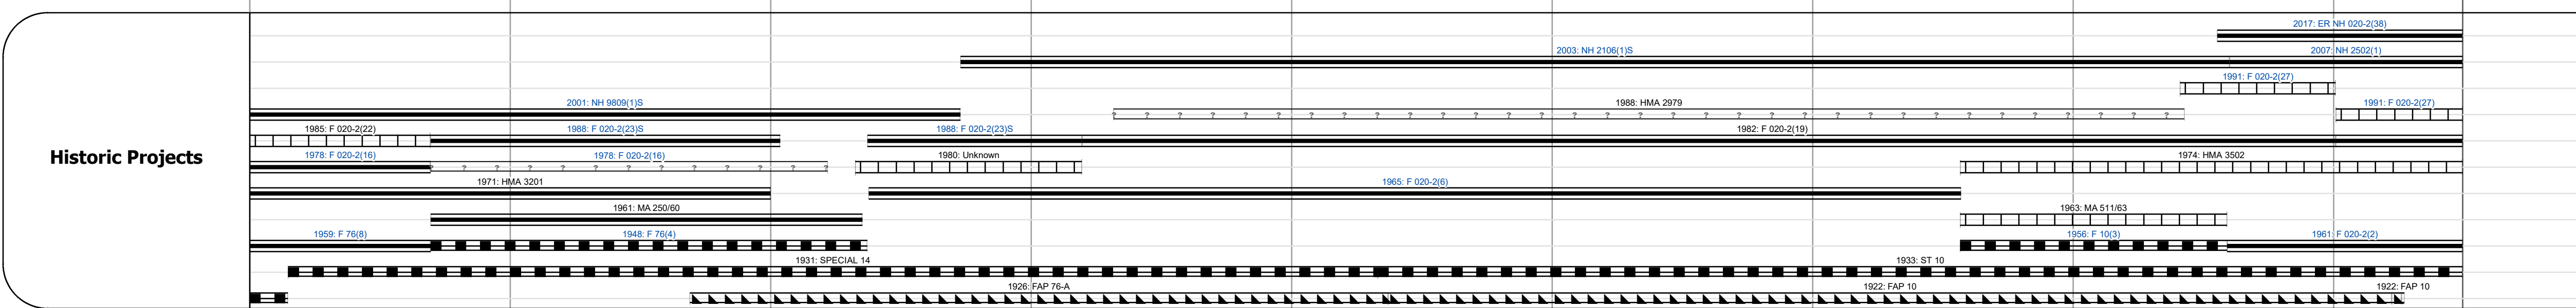 2017: ER NH 020-2(38)
2003: NH 2106(1)S 2007: NH 2502(1)
1991: F 020-2(27)
2001: NH 9809(1)S 1988: HMA 2979 1991: F 020-2(27)
1985: F 020-2(22) 1988: F 020-2(23)S 1988: F 020-2(23)S 1982: F 020-2(19)
Historic Projects
1978: F 020-2(16) 1978: F 020-2(16) 1980: Unknown 1974: HMA 3502
1971: HMA 3201 1965: F 020-2(6)
1961: MA 250/60 1963: MA 511/63
1959: F 76(8) 1948: F 76(4) 1956: F 10(3) 1961: F 020-2(2)
1931: SPECIAL 14 1933: ST 10
1926: FAP 76-A 1922: FAP 10 1922: FAP 10